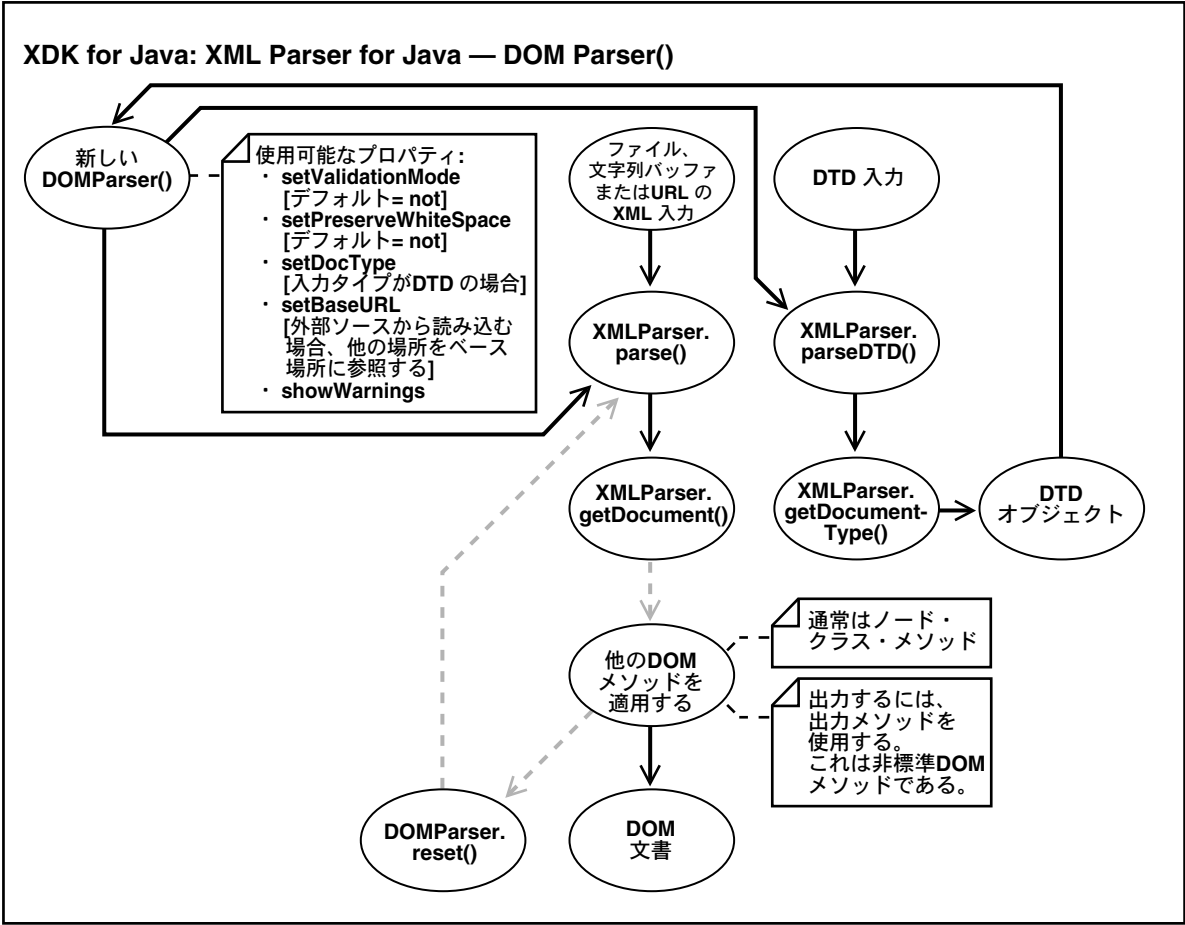 XDK for Java: XML Parser for Java — DOM Parser()
新しい
DOMParser()
使用可能なプロパティ:
・ setValidationMode
[デフォルト= not]
・ setPreserveWhiteSpace
[デフォルト= not]
・ setDocType
[入力タイプがDTD の場合]
・ setBaseURL
[外部ソースから読み込む
場合、他の場所をベース
場所に参照する]
・ showWarnings
ファイル、
文字列バッファ
またはURL の
XML 入力
DTD 入力
XMLParser.
parse()
XMLParser.
parseDTD()
XMLParser.
getDocument()
XMLParser.
getDocument-
Type()
DTD
オブジェクト
他のDOM
メソッドを
適用する
通常はノード・
クラス・メソッド
出力するには、
出力メソッドを
使用する。
これは非標準DOM
メソッドである。
DOMParser.
reset()
DOM
文書